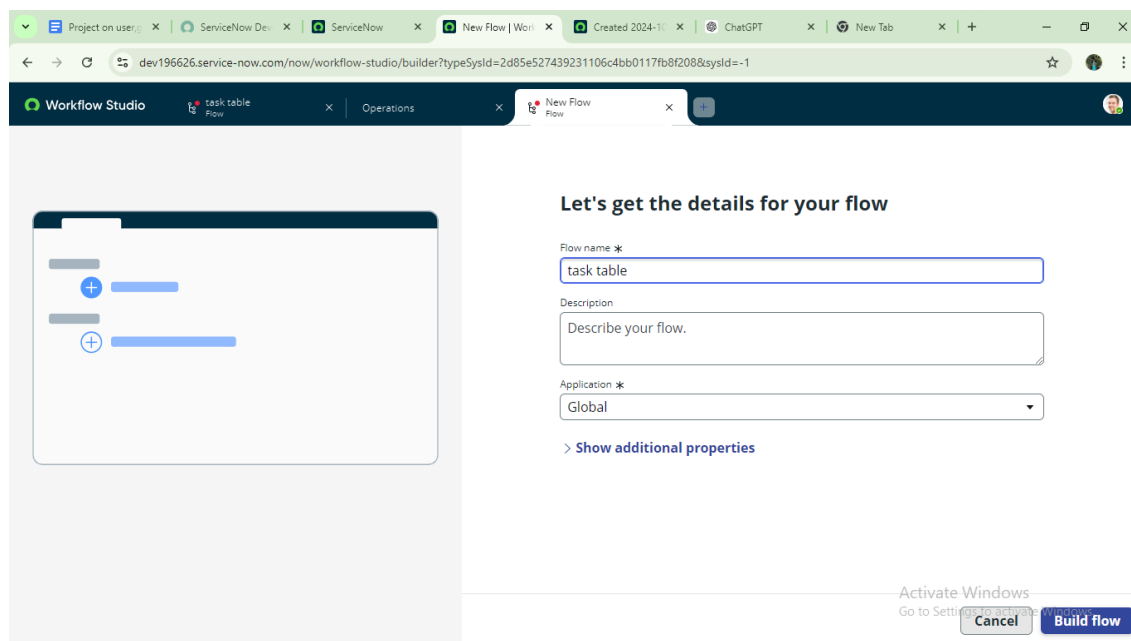 Project on user,g
ServiceNow Dev
ServiceNow
New Flow | Worl
Created 2024-10
ChatGPT
New Tab
dev196626.service-now.com/now/workflow-studio/builder?typeSysId=2d85e527439231106c4bb0117fb8f208&sysId=-1
Workflow Studio
task table
Flow
Operations
New Flow
Flow
Let's get the details for your flow
Flow name *
task table
Description
Describe your flow.
Application *
Global
Show additional properties
Activate Windows
Go to Settings to activate Windows.
Cancel
Build flow